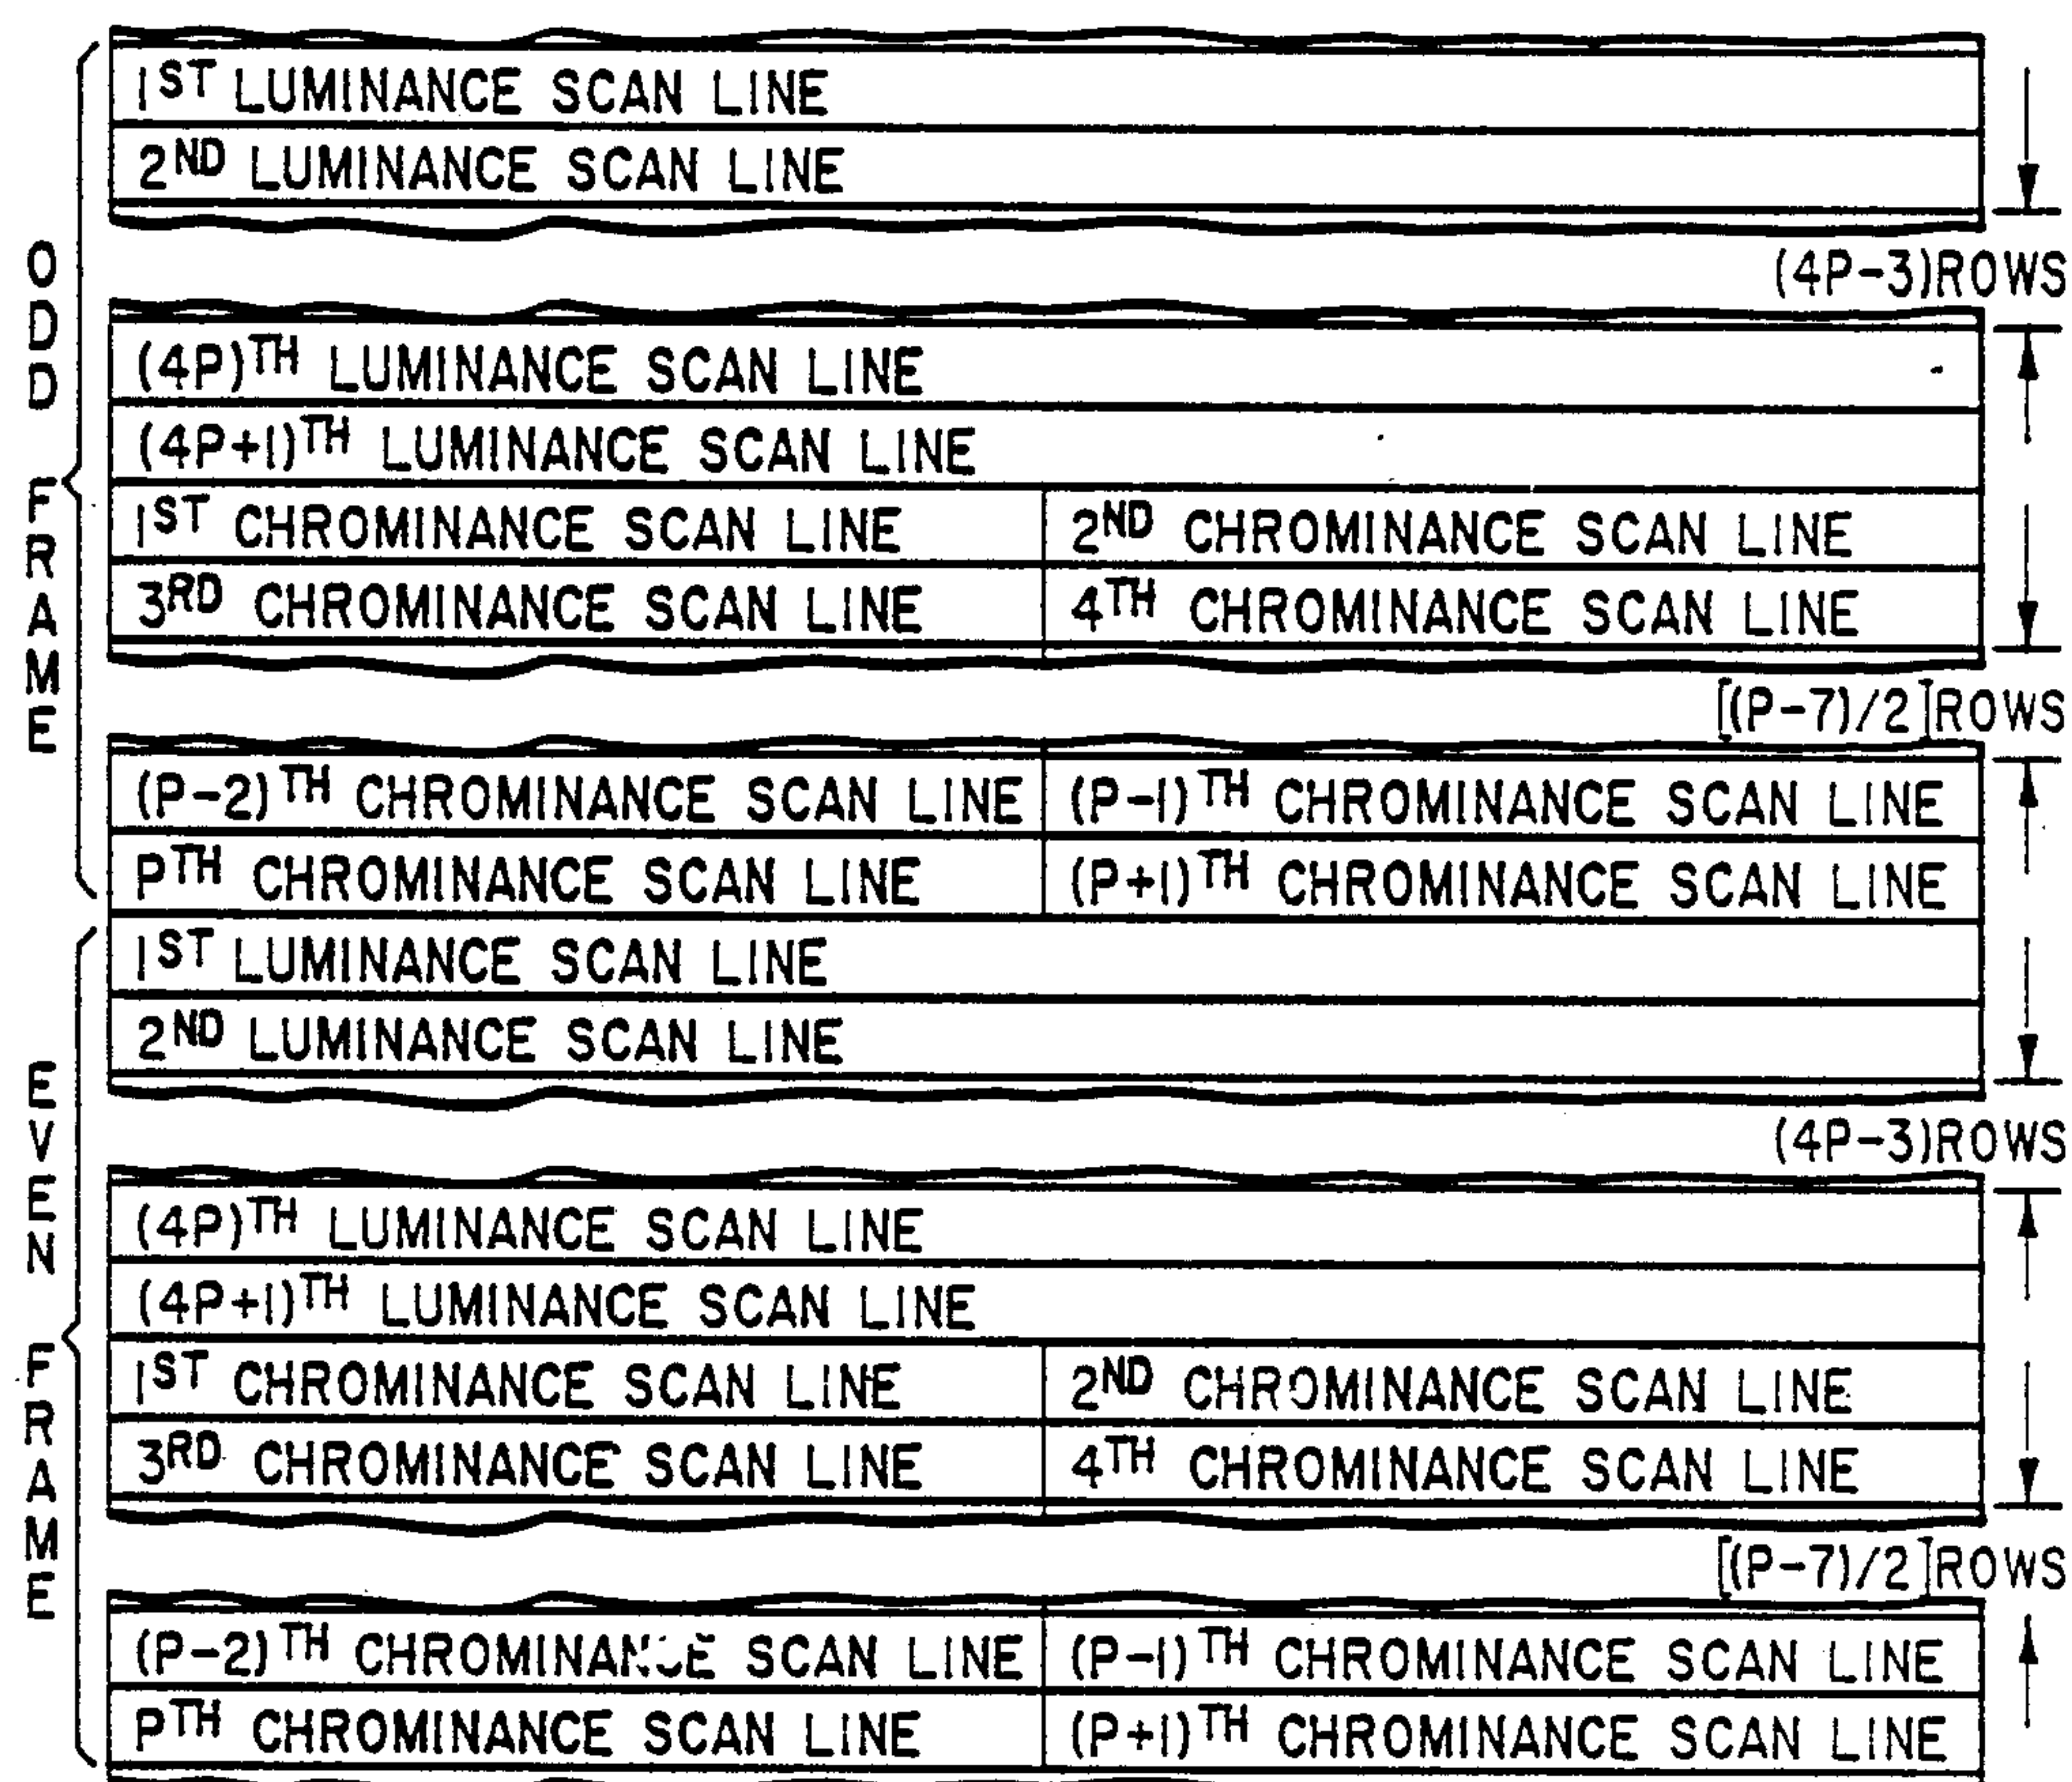 ODD FRAME
1ST LUMINANCE SCAN LINE
2ND LUMINANCE SCAN LINE
(4P-3)ROWS
(4P)TH LUMINANCE SCAN LINE
(4P+1)TH LUMINANCE SCAN LINE
1ST CHROMINANCE SCAN LINE 2ND CHROMINANCE SCAN LINE
3RD CHROMINANCE SCAN LINE 4TH CHROMINANCE SCAN LINE
[(P-7)/2]ROWS
(P-2)TH CHROMINANCE SCAN LINE (P-1)TH CHROMINANCE SCAN LINE
PTH CHROMINANCE SCAN LINE (P+1)TH CHROMINANCE SCAN LINE
EVEN FRAME
1ST LUMINANCE SCAN LINE
2ND LUMINANCE SCAN LINE
(4P-3)ROWS
(4P)TH LUMINANCE SCAN LINE
(4P+1)TH LUMINANCE SCAN LINE
1ST CHROMINANCE SCAN LINE 2ND CHROMINANCE SCAN LINE
3RD CHROMINANCE SCAN LINE 4TH CHROMINANCE SCAN LINE
[(P-7)/2]ROWS
(P-2)TH CHROMINANCE SCAN LINE (P-1)TH CHROMINANCE SCAN LINE
PTH CHROMINANCE SCAN LINE (P+1)TH CHROMINANCE SCAN LINE